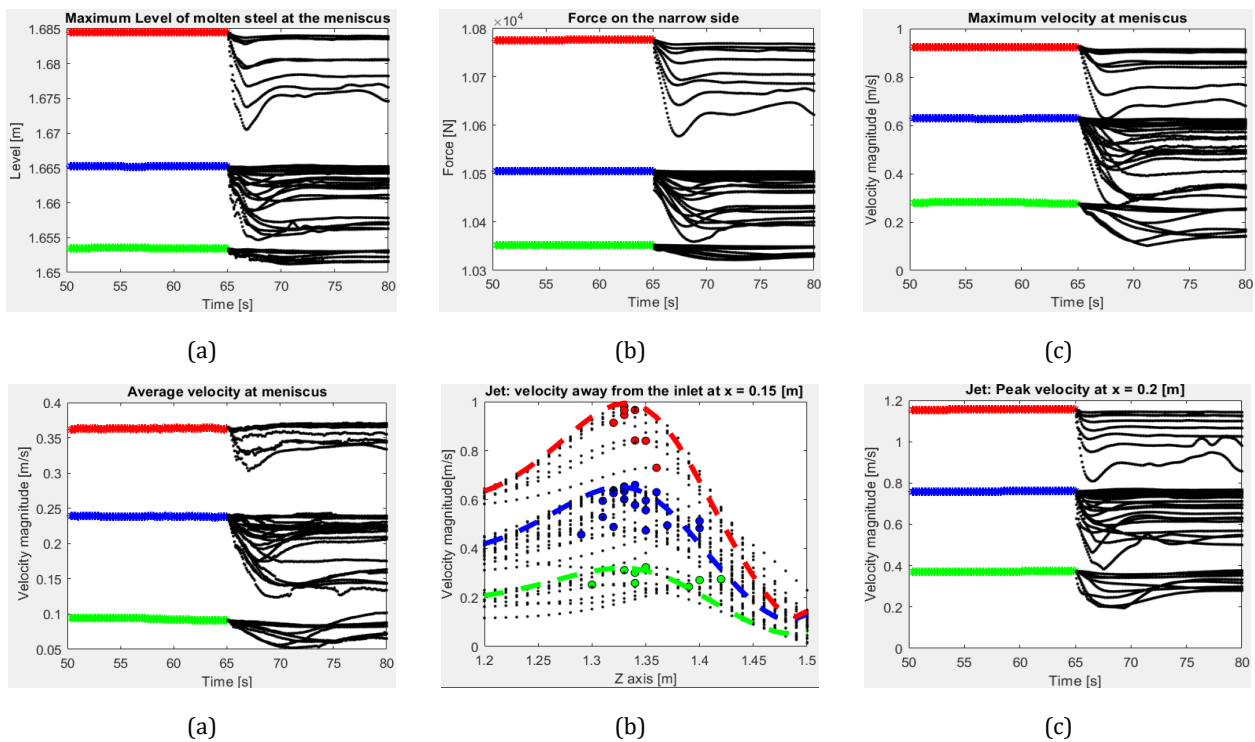 Maximum Level of molten steel at the meniscus
1.685
1.68
1.675
1.67
1.665
1.66
1.655
1.65
Level [m]
50 55 60 65 70 75 80
Time [s]
(a)
×10⁴ Force on the narrow side
1.08
1.07
1.06
1.05
1.04
1.03
Force [N]
50 55 60 65 70 75 80
Time [s]
(b)
Maximum velocity at meniscus
1
0.8
0.6
0.4
0.2
0
Velocity magnitude [m/s]
50 55 60 65 70 75 80
Time [s]
(c)
Average velocity at meniscus
0.4
0.35
0.3
0.25
0.2
0.15
0.1
0.05
Velocity magnitude [m/s]
50 55 60 65 70 75 80
Time [s]
(a)
Jet: velocity away from the inlet at x = 0.15 [m]
1
0.8
0.6
0.4
0.2
0
Velocity magnitude[m/s]
1.2 1.25 1.3 1.35 1.4 1.45 1.5
Z axis [m]
(b)
Jet: Peak velocity at x = 0.2 [m]
1.2
1
0.8
0.6
0.4
0.2
0
Velocity magnitude [m/s]
50 55 60 65 70 75 80
Time [s]
(c)